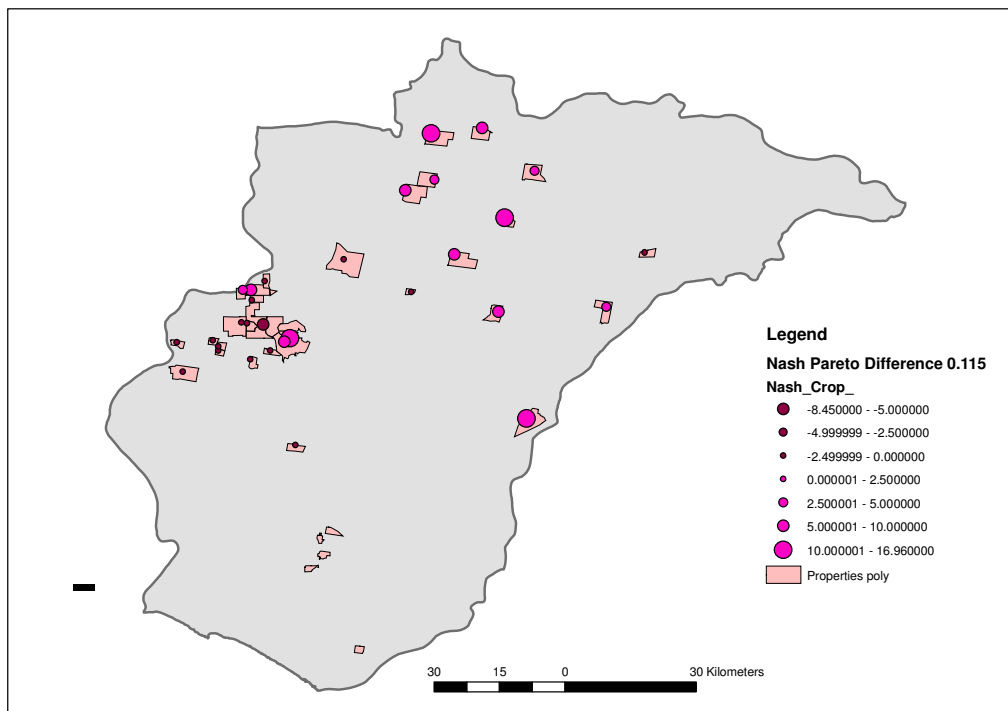 Legend
Nash Pareto Difference 0.115
Nash_Crop_
-8.450000 - -5.000000
-4.999999 - -2.500000
-2.499999 - 0.000000
0.000001 - 2.500000
2.500001 - 5.000000
5.000001 - 10.000000
10.000001 - 16.960000
Properties poly
30 15 0 30 Kilometers